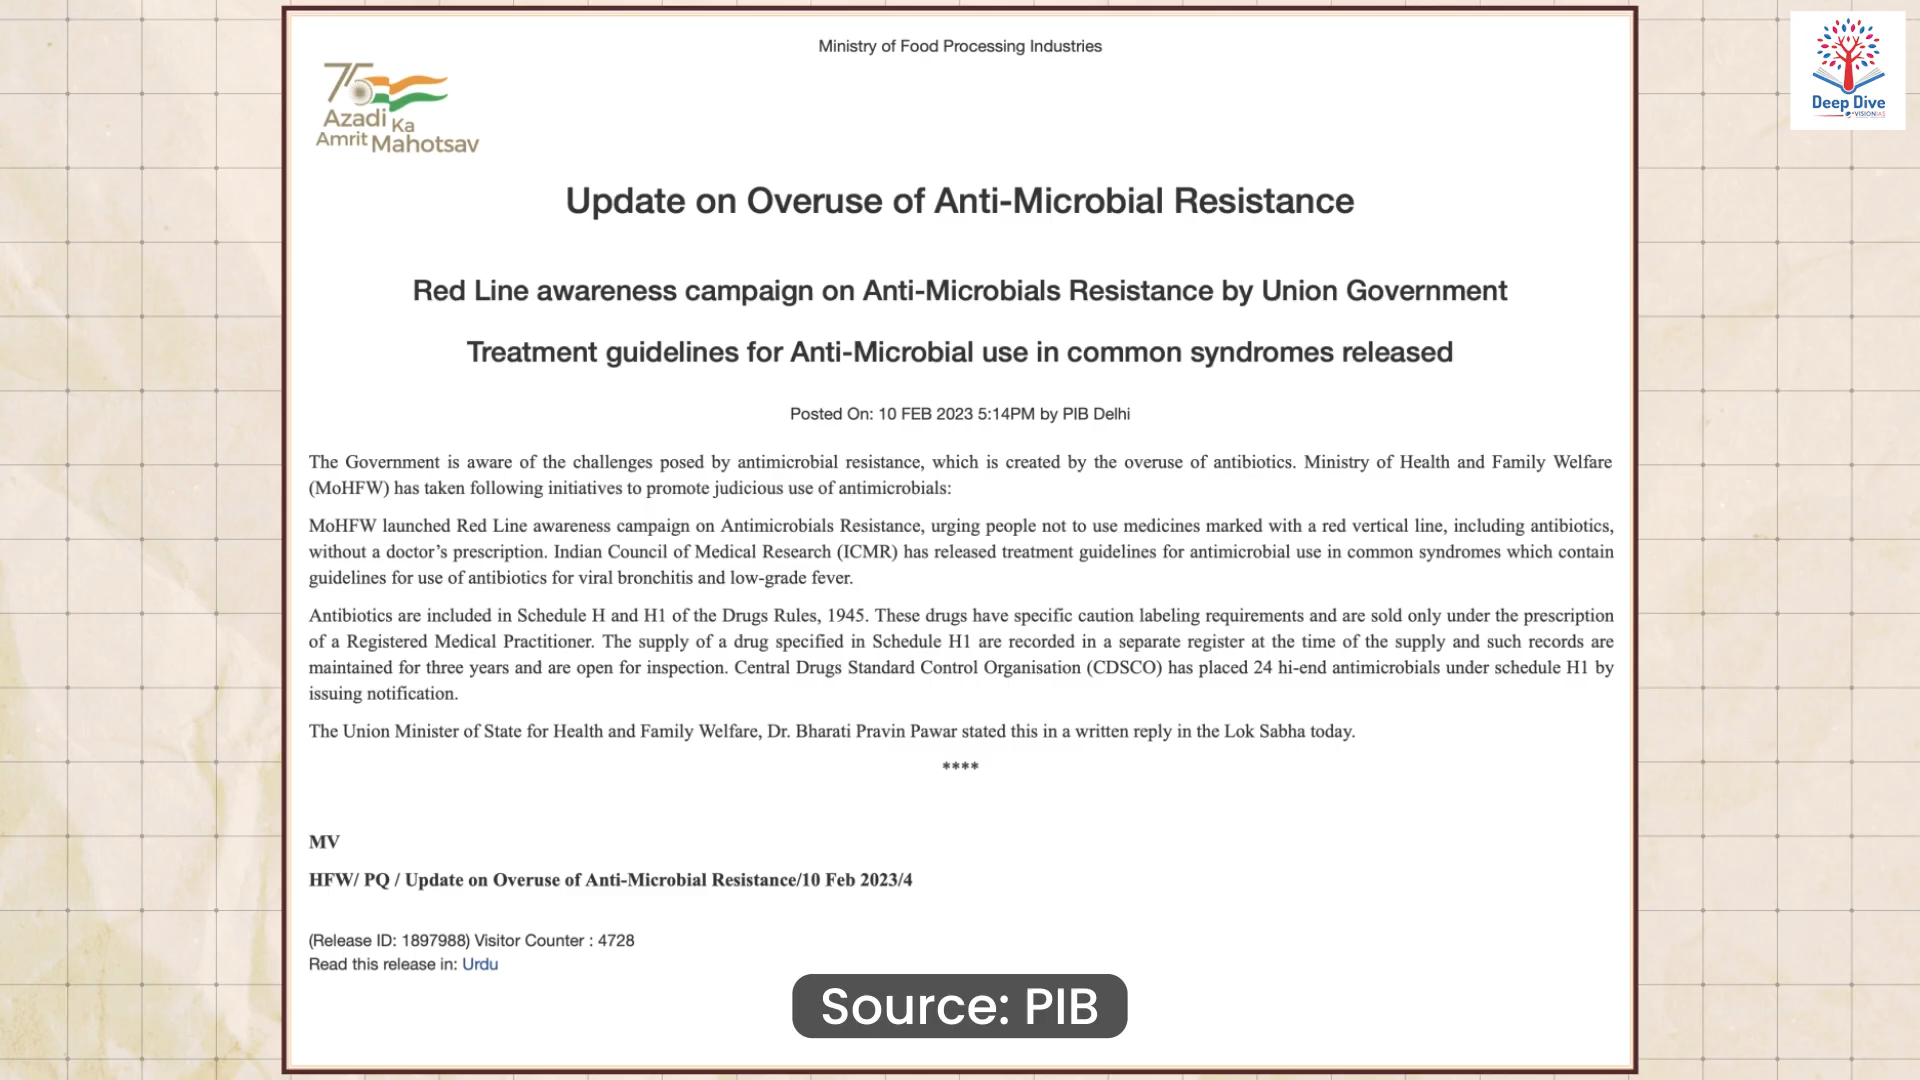 Ministry of Food Processing Industries
75
Azadi Ka
Amrit Mahotsav
Deep Dive
VISIONIAS
Update on Overuse of Anti-Microbial Resistance
Red Line awareness campaign on Anti-Microbials Resistance by Union Government
Treatment guidelines for Anti-Microbial use in common syndromes released
Posted On: 10 FEB 2023 5:14PM by PIB Delhi
The Government is aware of the challenges posed by antimicrobial resistance, which is created by the overuse of antibiotics. Ministry of Health and Family Welfare
(MoHFW) has taken following initiatives to promote judicious use of antimicrobials:
MoHFW launched Red Line awareness campaign on Antimicrobials Resistance, urging people not to use medicines marked with a red vertical line, including antibiotics,
without a doctor’s prescription. Indian Council of Medical Research (ICMR) has released treatment guidelines for antimicrobial use in common syndromes which contain
guidelines for use of antibiotics for viral bronchitis and low-grade fever.
Antibiotics are included in Schedule H and H1 of the Drugs Rules, 1945. These drugs have specific caution labeling requirements and are sold only under the prescription
of a Registered Medical Practitioner. The supply of a drug specified in Schedule H1 are recorded in a separate register at the time of the supply and such records are
maintained for three years and are open for inspection. Central Drugs Standard Control Organisation (CDSCO) has placed 24 hi-end antimicrobials under schedule H1 by
issuing notification.
The Union Minister of State for Health and Family Welfare, Dr. Bharati Pravin Pawar stated this in a written reply in the Lok Sabha today.
****
MV
HFW/ PQ / Update on Overuse of Anti-Microbial Resistance/10 Feb 2023/4
(Release ID: 1897988) Visitor Counter : 4728
Read this release in: Urdu
Source: PIB